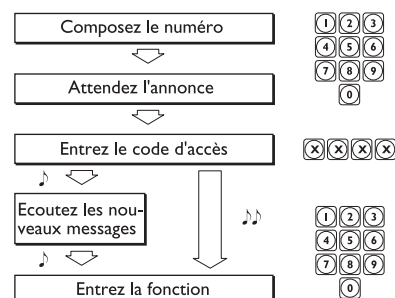 Composez le numéro
1 2 3
4 5 6
7 8 9
0
Attendez l'annonce
Entrez le code d'accès
X X X X
Ecoutez les nou-
veaux messages
1 2 3
4 5 6
7 8 9
0
Entrez la fonction